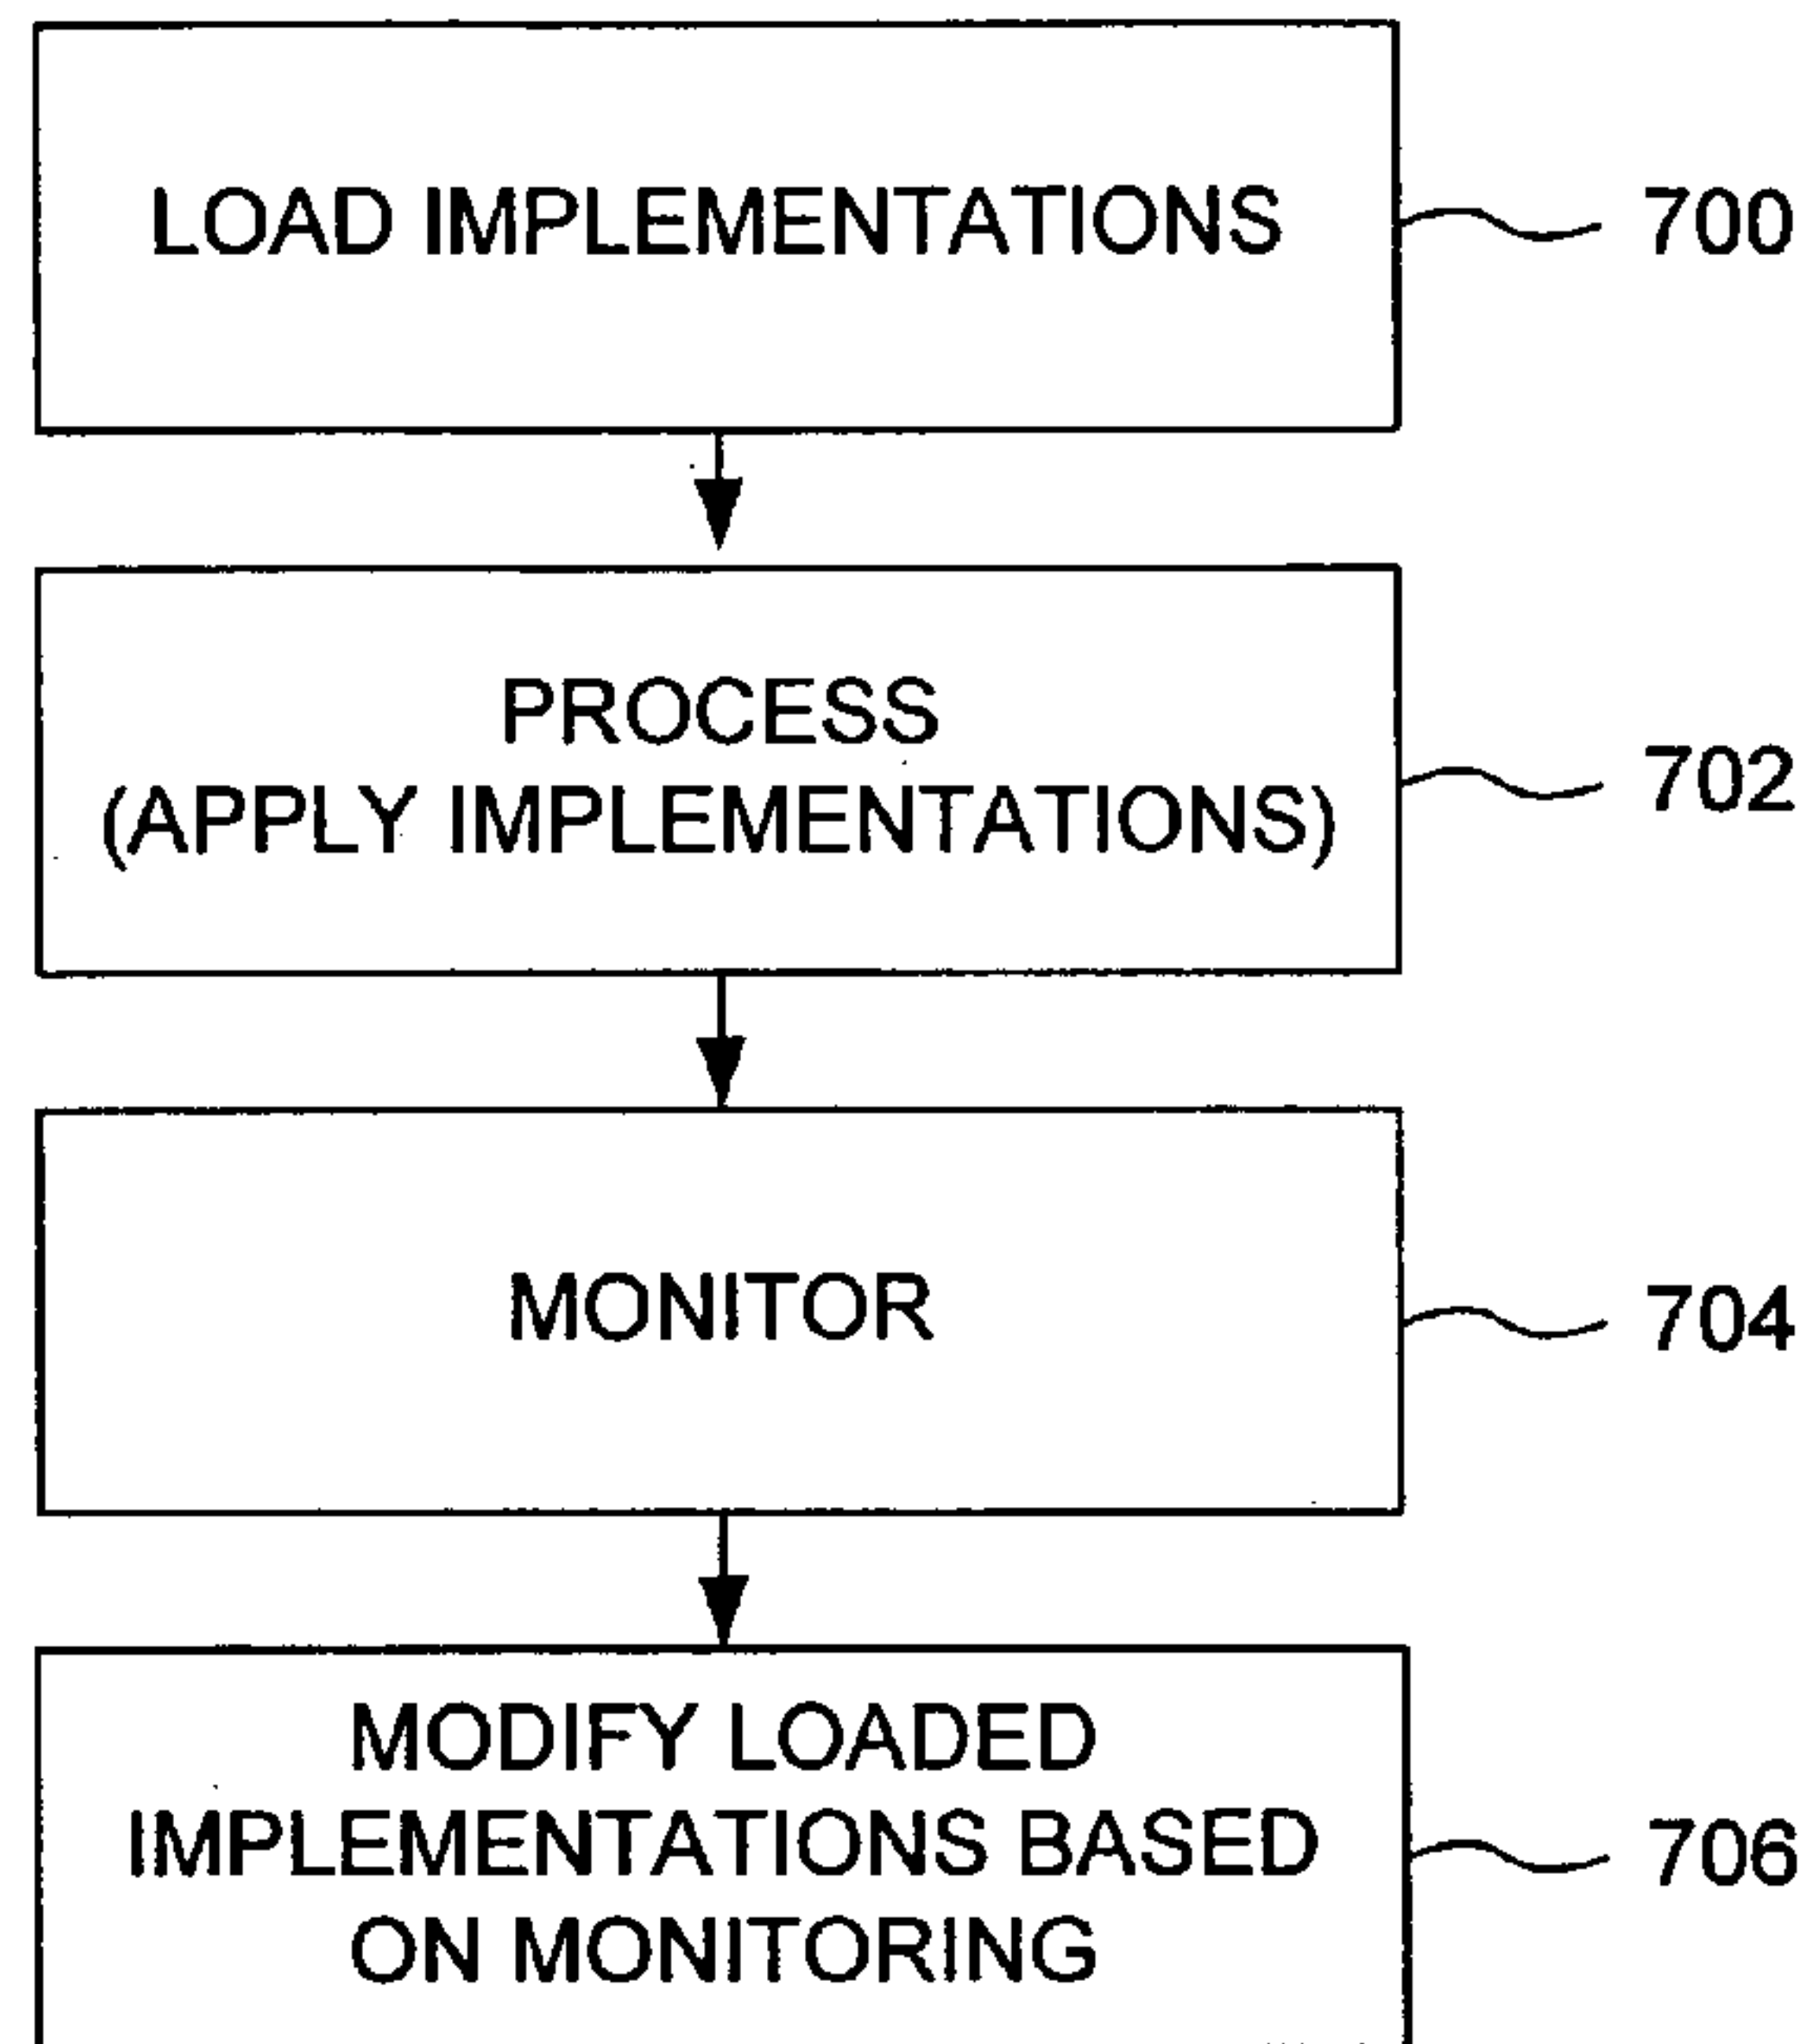 LOAD IMPLEMENTATIONS
700
PROCESS
(APPLY IMPLEMENTATIONS)
702
MONITOR
704
MODIFY LOADED
IMPLEMENTATIONS BASED
ON MONITORING
706